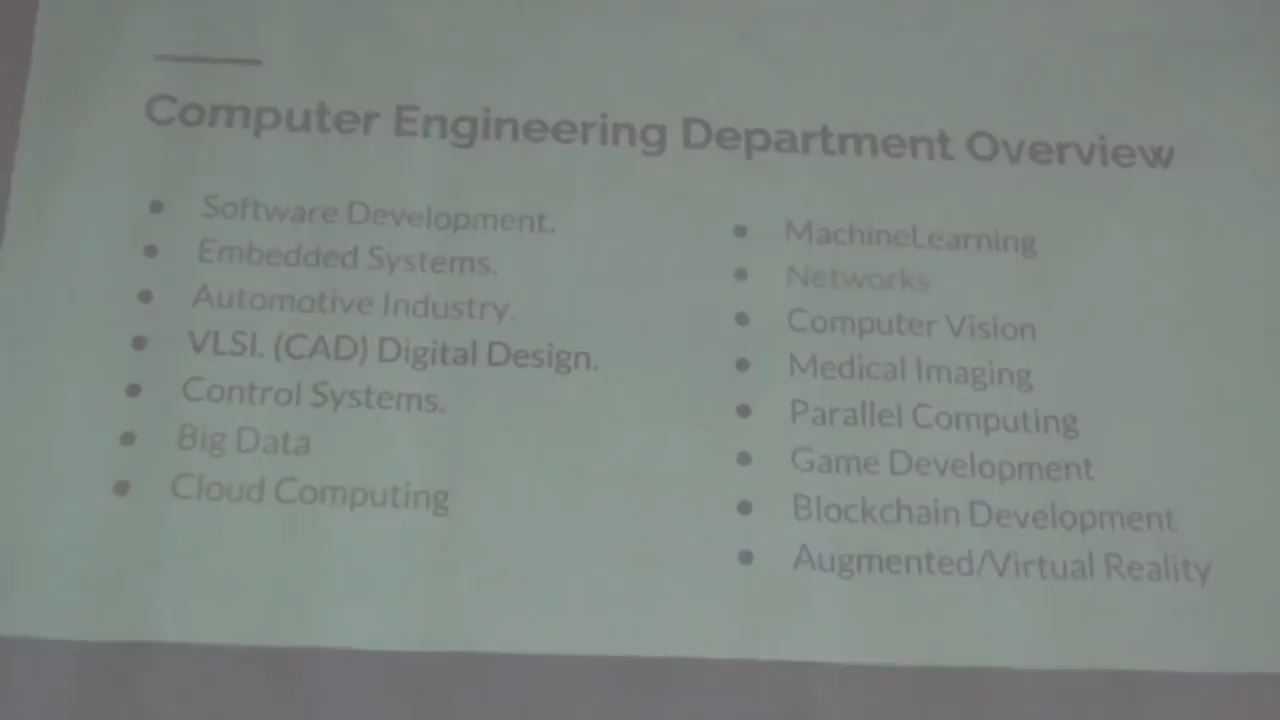 Computer Engineering Department Overview
● Software Development.
● Embedded Systems.
● Automotive Industry.
● VLSI. (CAD) Digital Design.
● Control Systems.
● Big Data
● Cloud Computing
● MachineLearning
● Networks
● Computer Vision
● Medical Imaging
● Parallel Computing
● Game Development
● Blockchain Development
● Augmented/Virtual Reality